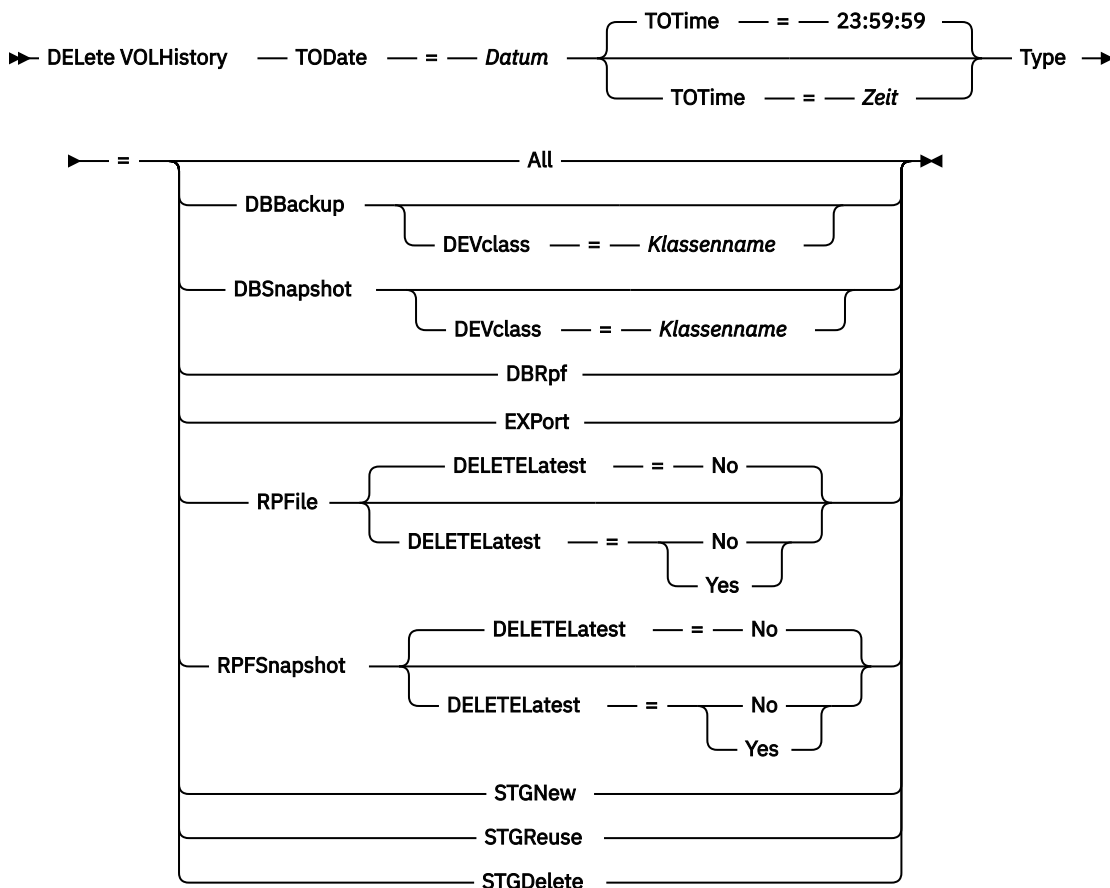 TOTime = 23:59:59
DELete VOLHistory TODate = Datum Type
TOTime = Zeit
= All
DBBackup
DEVclass = Klassenname
DBSnapshot
DEVclass = Klassenname
DBRpf
EXPort
DELETELatest = No
RPFile
DELETELatest = No
Yes
DELETELatest = No
RPFSnapshot
DELETELatest = No
Yes
STGNew
STGReuse
STGDelete